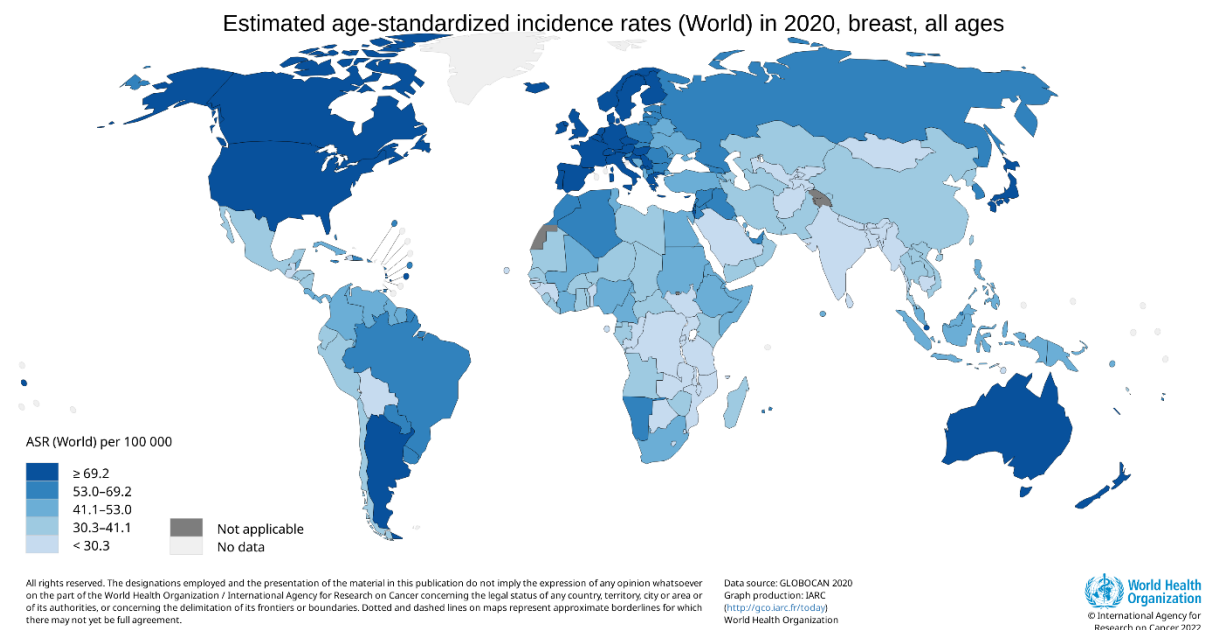 Estimated age-standardized incidence rates (World) in 2020, breast, all ages
ASR (World) per 100 000
≥ 69.2
53.0–69.2
41.1–53.0
30.3–41.1
< 30.3
Not applicable
No data
All rights reserved. The designations employed and the presentation of the material in this publication do not imply the expression of any opinion whatsoever
on the part of the World Health Organization / International Agency for Research on Cancer concerning the legal status of any country, territory, city or area or
of its authorities, or concerning the delimitation of its frontiers or boundaries. Dotted and dashed lines on maps represent approximate borderlines for which
there may not yet be full agreement.
Data source: GLOBOCAN 2020
Graph production: IARC
(http://gco.iarc.fr/today)
World Health Organization
World Health
Organization
© International Agency for
Research on Cancer 2022